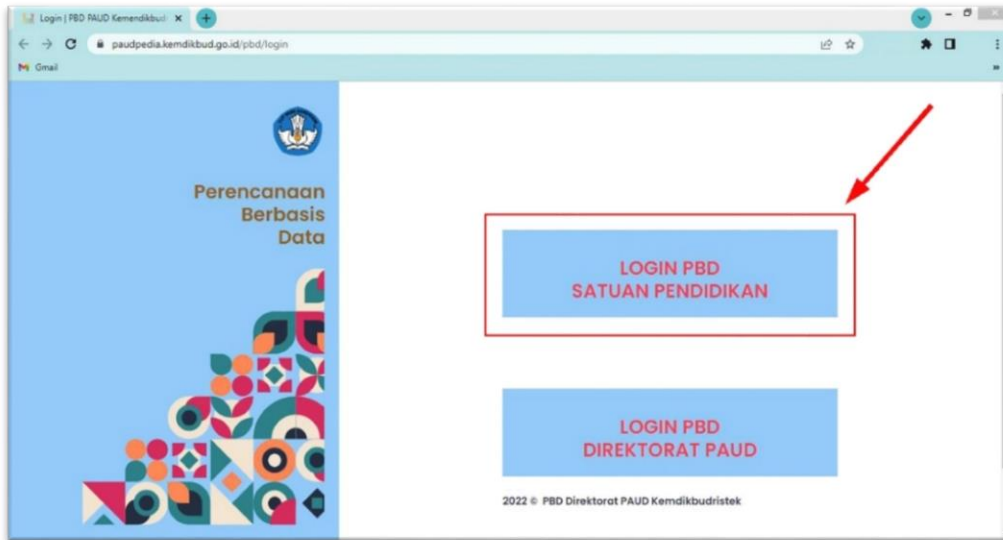 Login | PBD PAUD Kemendikbud
paudpedia.kemdikbud.go.id/pbd/login
Gmail
Perencanaan
Berbasis
Data
LOGIN PBD
SATUAN PENDIDIKAN
LOGIN PBD
DIREKTORAT PAUD
2022 © PBD Direktorat PAUD Kemdikbudristek